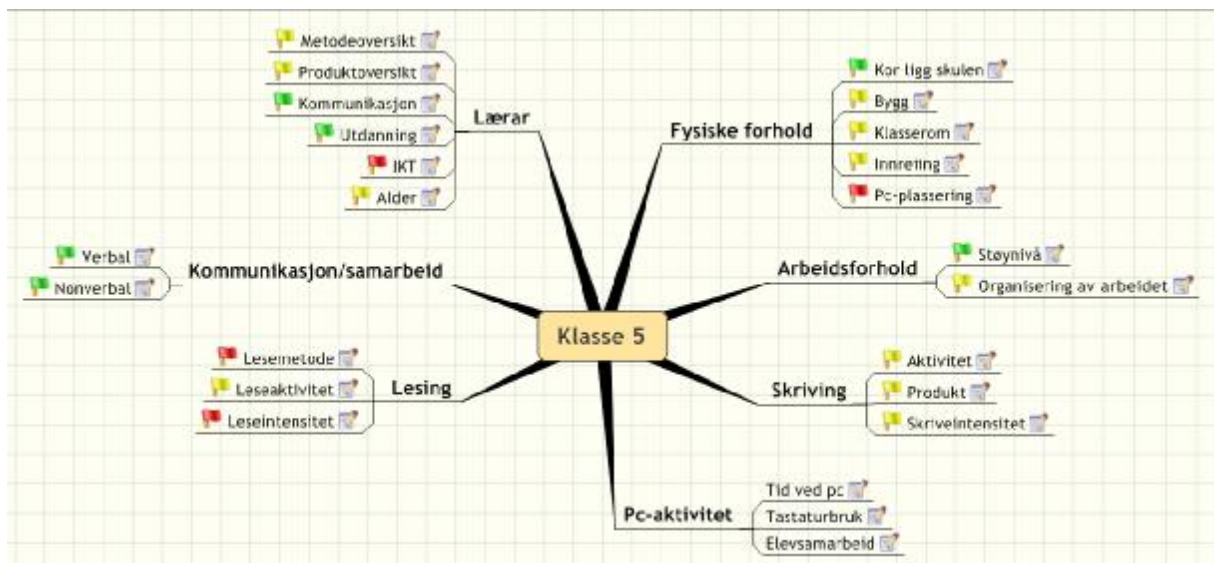 Klasse 5
Lærar
Metodeoversikt
Produktoversikt
Kommunikasjon
Utdanning
IKT
Alder
Kommunikasjon/samarbeid
Verbal
Nonverbal
Lesing
Lesemetode
Leseaktivitet
Leseintensitet
Fysiske forhold
Kor ligg skulen
Bygg
Klasserom
Innreiing
Pc-plassering
Arbeidsforhold
Støynivå
Organisering av arbeidet
Skriving
Aktivitet
Produkt
Skriveintensitet
Pc-aktivitet
Tid ved pc
Tastaturbruk
Elevsamarbeid